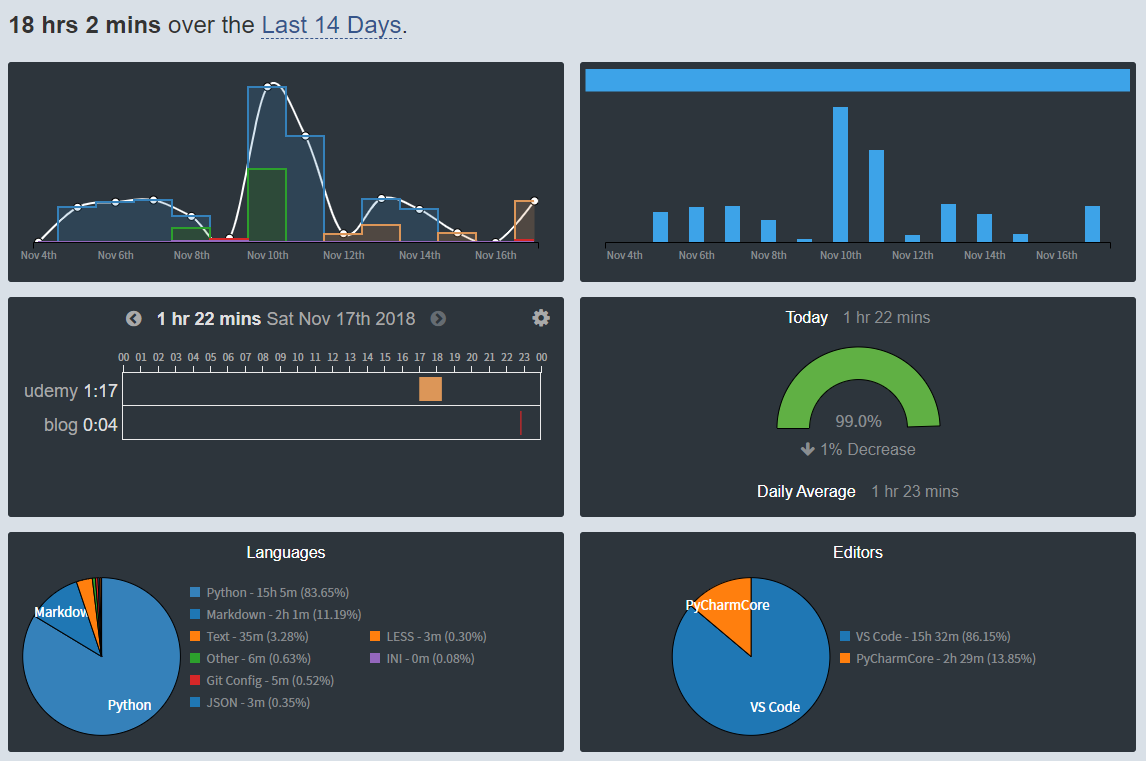 18 hrs 2 mins over the Last 14 Days.
Nov 4th Nov 6th Nov 8th Nov 10th Nov 12th Nov 14th Nov 16th
Nov 4th Nov 6th Nov 8th Nov 10th Nov 12th Nov 14th Nov 16th
1 hr 22 mins Sat Nov 17th 2018
00 01 02 03 04 05 06 07 08 09 10 11 12 13 14 15 16 17 18 19 20 21 22 23 00
udemy 1:17
blog 0:04
Today 1 hr 22 mins
99.0%
1% Decrease
Daily Average 1 hr 23 mins
Languages
Markdow
Python
Python - 15h 5m (83.65%)
Markdown - 2h 1m (11.19%)
Text - 35m (3.28%)
Other - 6m (0.63%)
Git Config - 5m (0.52%)
JSON - 3m (0.35%)
LESS - 3m (0.30%)
INI - 0m (0.08%)
Editors
PyCharmCore
VS Code
VS Code - 15h 32m (86.15%)
PyCharmCore - 2h 29m (13.85%)